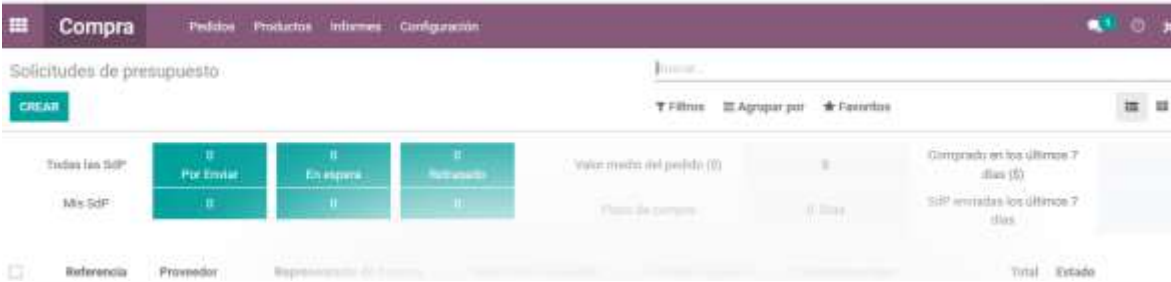 Compra Pedidos Productos Informes Configuración 1
Solicitudes de presupuesto
Buscar...
CREAR Filtros Agrupar por Favoritos
Todas las SdP 0 Por Enviar 0 En espera 0 Retrasado Valor medio del pedido ($) 0 Comprado en los últimos 7 días ($)
Mis SdP 0 0 0 Plazo de compra 0 Días SdP enviadas los últimos 7 días
Referencia Proveedor Representante de Total Estado